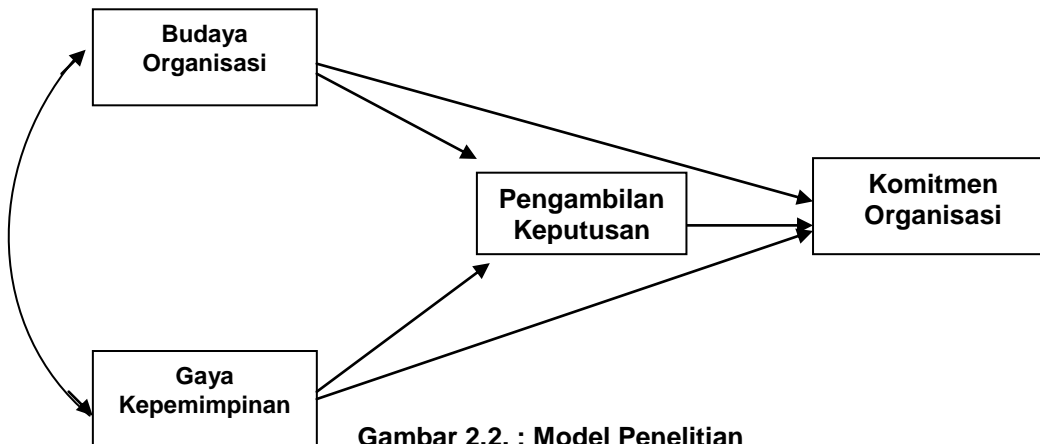 Budaya
Organisasi
Pengambilan
Keputusan
Komitmen
Organisasi
Gaya
Kepemimpinan
Gambar 2.2. : Model Penelitian